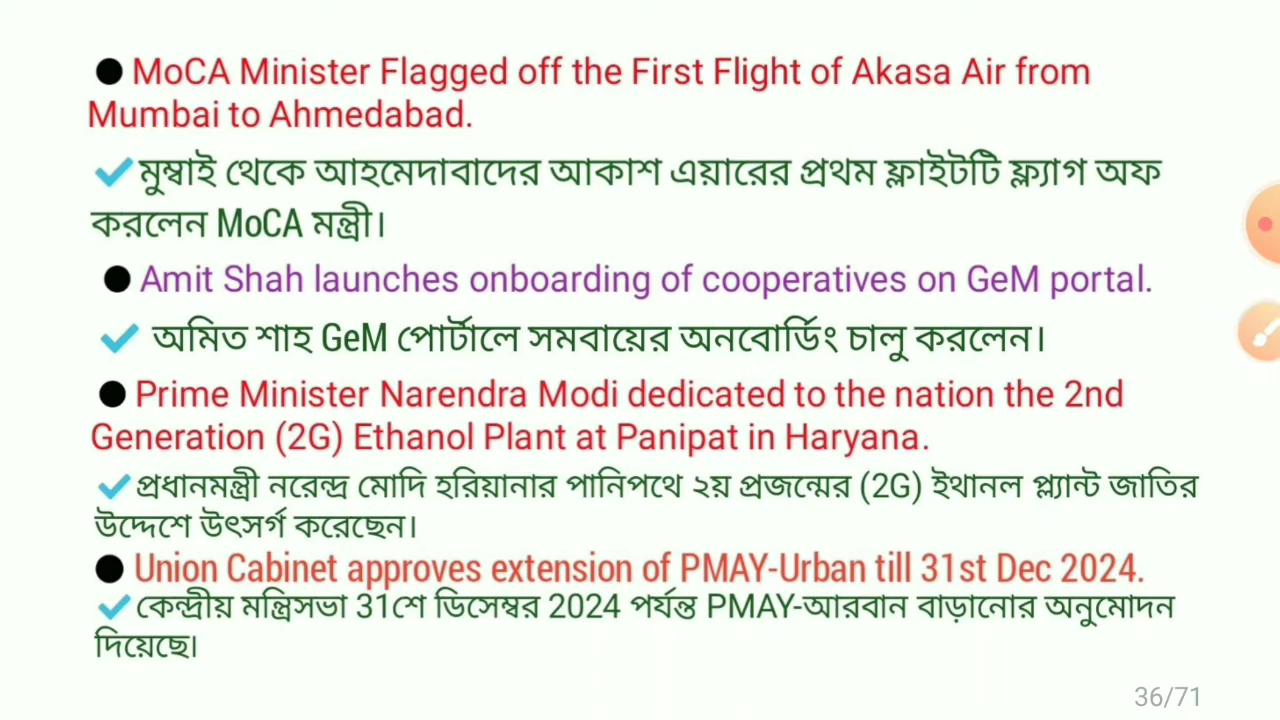 ● MoCA Minister Flagged off the First Flight of Akasa Air from
Mumbai to Ahmedabad.
✔মুম্বাই থেকে আহমেদাবাদের আকাশ এয়ারের প্রথম ফ্লাইটটি ফ্ল্যাগ অফ
করলেন MoCA মন্ত্রী।
● Amit Shah launches onboarding of cooperatives on GeM portal.
✔ অমিত শাহ GeM পোর্টালে সমবায়ের অনবোর্ডিং চালু করলেন।
● Prime Minister Narendra Modi dedicated to the nation the 2nd
Generation (2G) Ethanol Plant at Panipat in Haryana.
✔প্রধানমন্ত্রী নরেন্দ্র মোদি হরিয়ানার পানিপথে ২য় প্রজন্মের (2G) ইথানল প্ল্যান্ট জাতির
উদ্দেশে উৎসর্গ করেছেন।
● Union Cabinet approves extension of PMAY-Urban till 31st Dec 2024.
✔কেন্দ্রীয় মন্ত্রিসভা 31শে ডিসেম্বর 2024 পর্যন্ত PMAY-আরবান বাড়ানোর অনুমোদন
দিয়েছে।
36/71